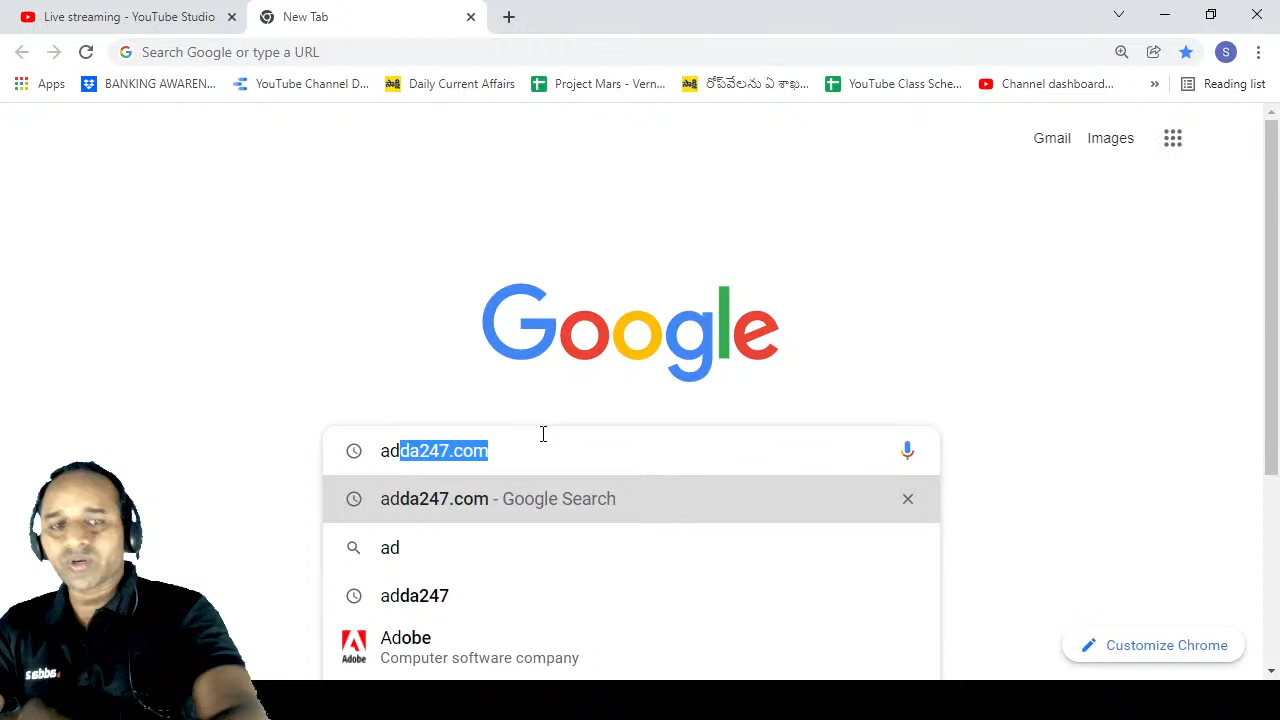 Live streaming - YouTube Studio
New Tab
Search Google or type a URL
Apps
BANKING AWAREN...
YouTube Channel D...
Daily Current Affairs
Project Mars - Vern...
రోప్‌వేలను ఏ శాఖ...
YouTube Class Sche...
Channel dashboard...
Reading list
S
Gmail
Images
Google
adda247.com
adda247.com - Google Search
ad
adda247
Adobe
Adobe
Computer software company
Customize Chrome